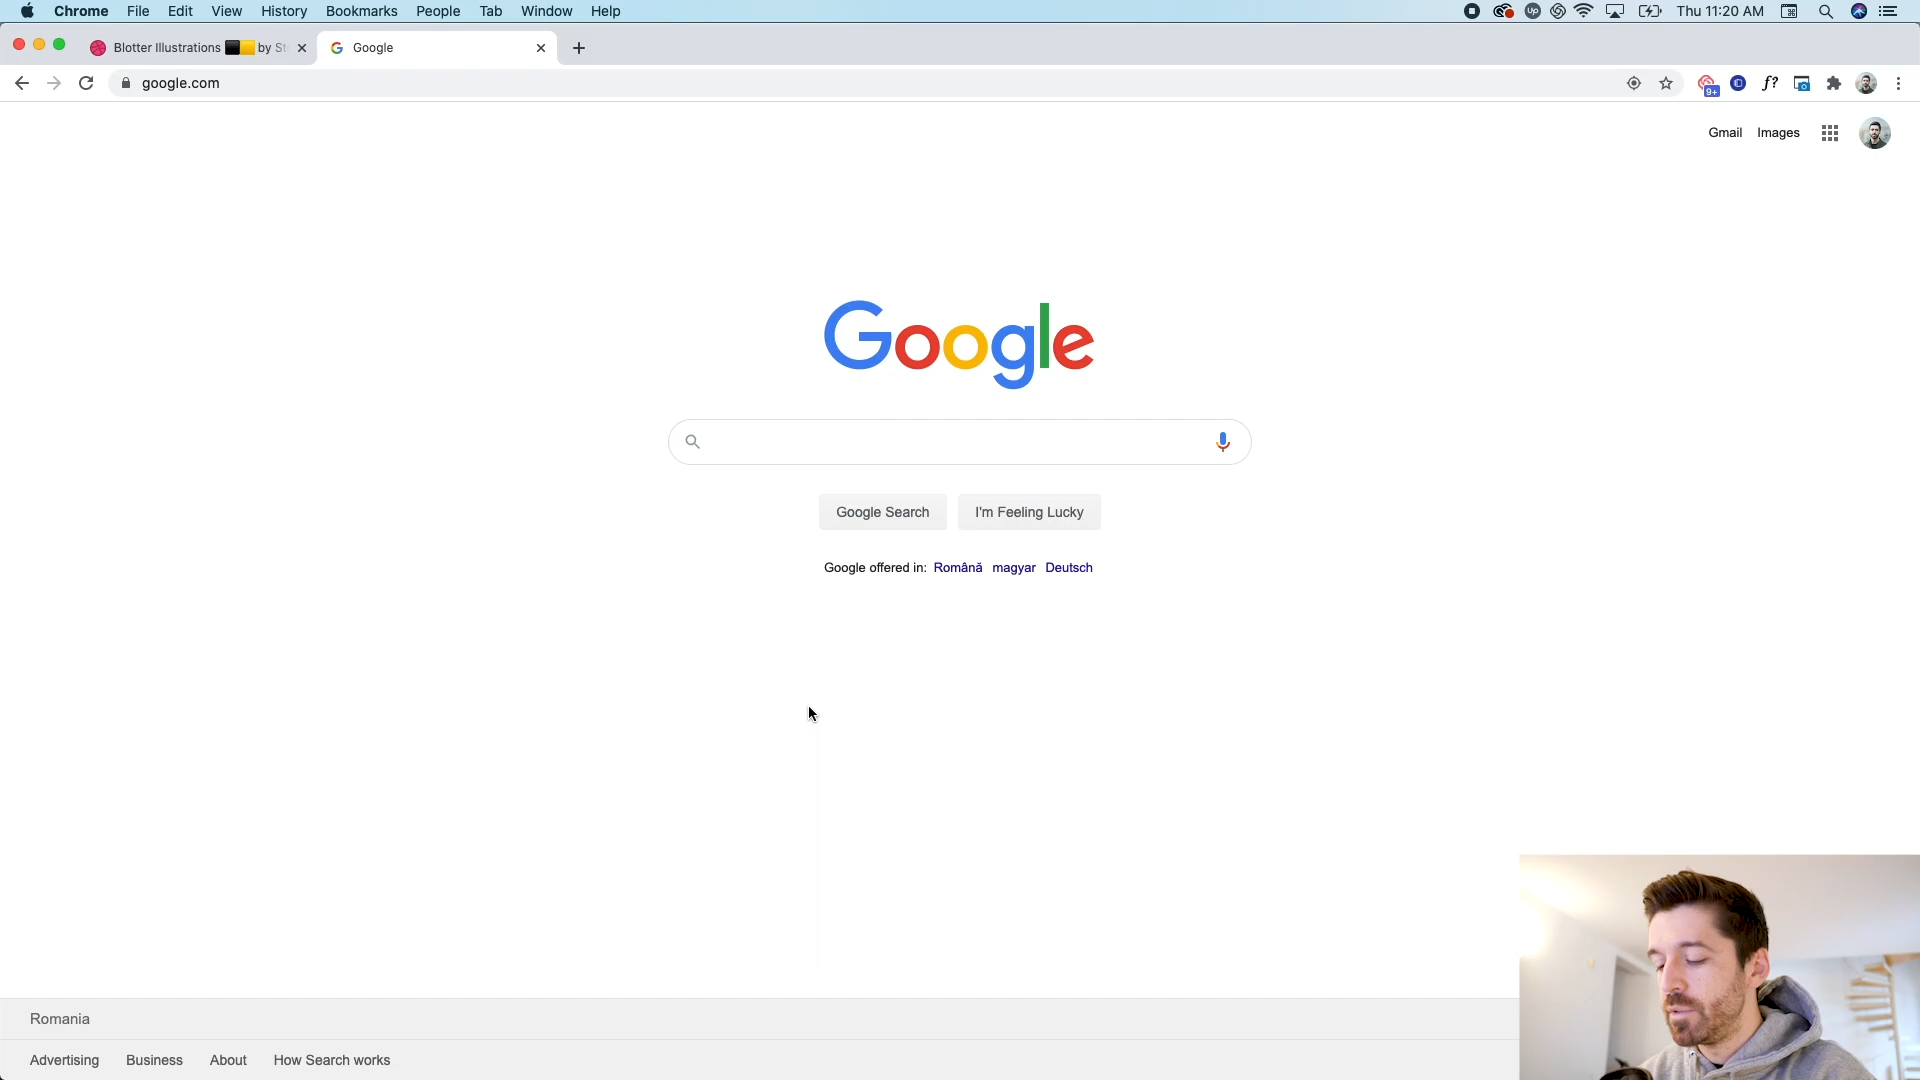 Chrome File Edit View History Bookmarks People Tab Window Help
Up
Thu 11:20 AM
Blotter Illustrations by St
Google
google.com
9+
f?
Gmail Images
Google
Google Search
I'm Feeling Lucky
Google offered in: Română magyar Deutsch
Romania
Advertising Business About How Search works